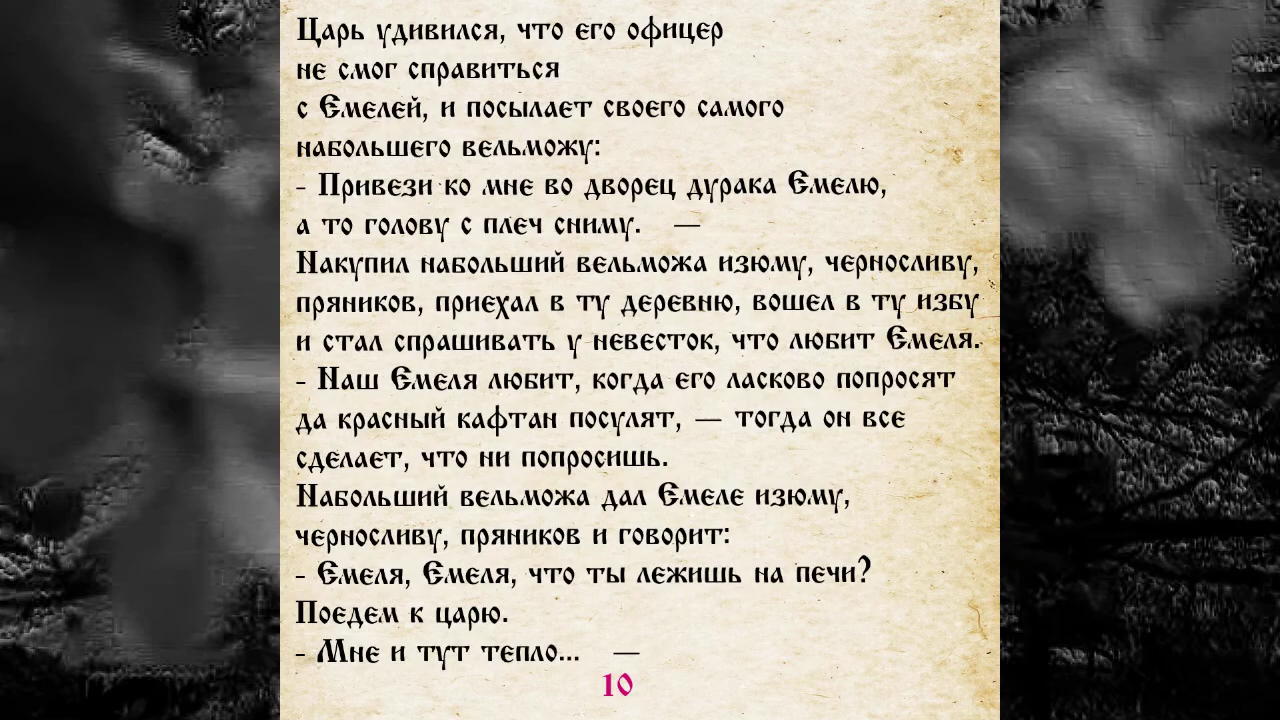 Царь удивился, что его офицер
не смог справиться
с Емелей, и посылает своего самого
набольшего вельможу:
- Привези ко мне во дворец дурака Емелю,
а то голову с плеч сниму. —
Накупил набольший вельможа изюму, черносливу,
пряников, приехал в ту деревню, вошел в ту избу
и стал спрашивать у невесток, что любит Емеля.
- Наш Емеля любит, когда его ласково попросят
да красный кафтан посулят, — тогда он все
сделает, что ни попросишь.
Набольший вельможа дал Емеле изюму,
черносливу, пряников и говорит:
- Емеля, Емеля, что ты лежишь на печи?
Поедем к царю.
- Мне и тут тепло... —
10